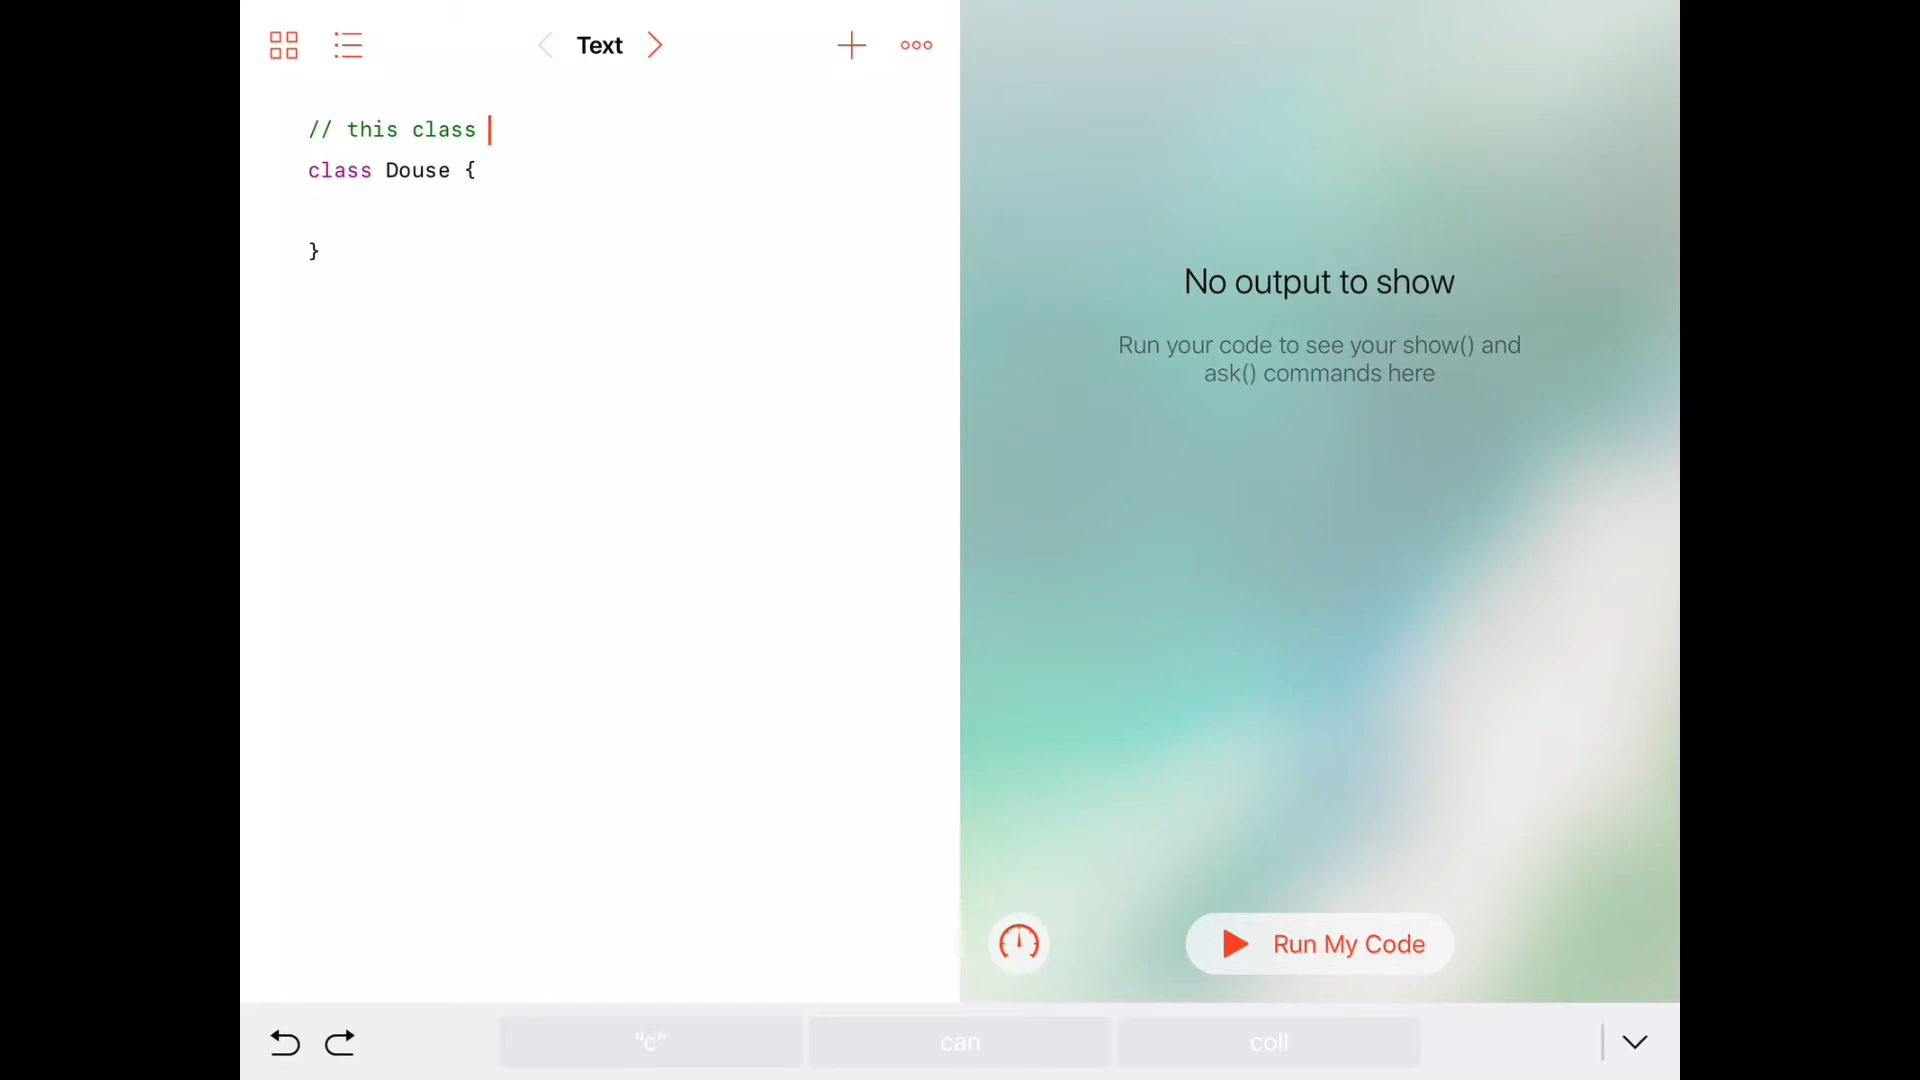 Text
// this class
class Douse {
}
No output to show
Run your code to see your show() and
ask() commands here
Run My Code
"c"
can
coll